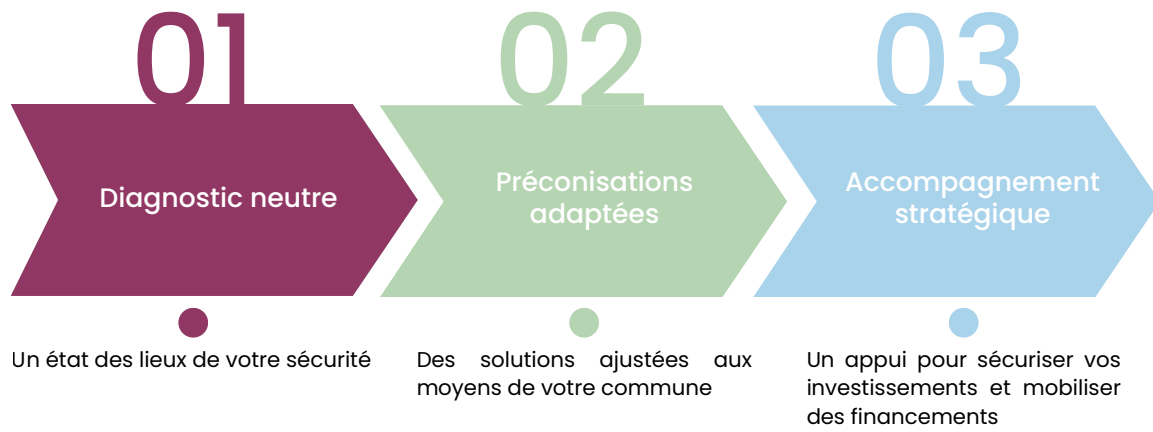 01
Diagnostic neutre
Un état des lieux de votre sécurité
02
Préconisations
adaptées
Des solutions ajustées aux
moyens de votre commune
03
Accompagnement
stratégique
Un appui pour sécuriser vos
investissements et mobiliser
des financements